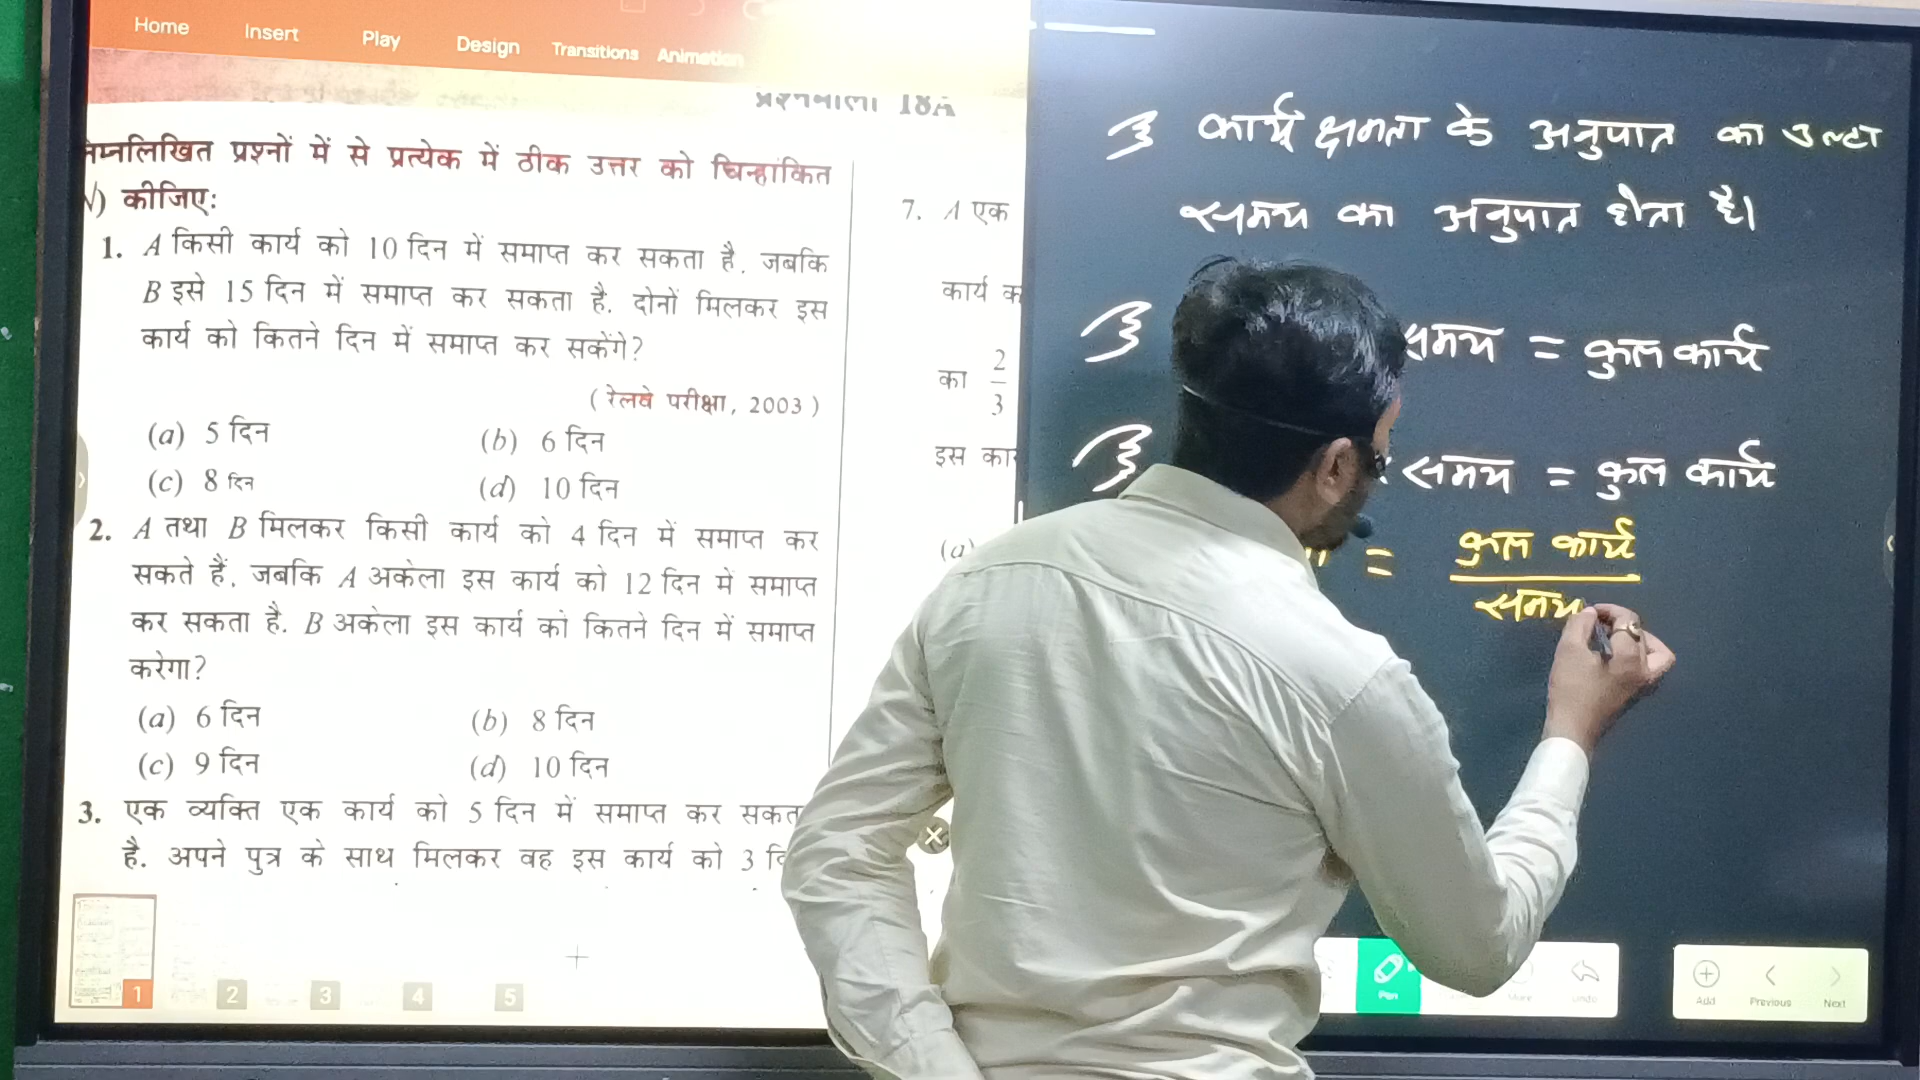 Home Insert Play Design Transitions Animation
प्रश्नमाला 18A
निम्नलिखित प्रश्नों में से प्रत्येक में ठीक उत्तर को चिन्हांकित
√) कीजिए:
1. A किसी कार्य को 10 दिन में समाप्त कर सकता है. जबकि
B इसे 15 दिन में समाप्त कर सकता है. दोनों मिलकर इस
कार्य को कितने दिन में समाप्त कर सकेंगे?
(रेलवे परीक्षा, 2003)
(a) 5 दिन (b) 6 दिन
(c) 8 दिन (d) 10 दिन
2. A तथा B मिलकर किसी कार्य को 4 दिन में समाप्त कर
सकते हैं. जबकि A अकेला इस कार्य को 12 दिन में समाप्त
कर सकता है. B अकेला इस कार्य को कितने दिन में समाप्त
करेगा?
(a) 6 दिन (b) 8 दिन
(c) 9 दिन (d) 10 दिन
3. एक व्यक्ति एक कार्य को 5 दिन में समाप्त कर सकत
है. अपने पुत्र के साथ मिलकर वह इस कार्य को 3 दि
7. A एक
कार्य क
का 2/3
इस कार
(a)
कार्य क्षमता के अनुपात का उल्टा
समय का अनुपात होता है।
समय = कुल कार्य
समय = कुल कार्य
= कुल कार्य
समय
1 2 3 4 5
Pen More Undo
Add Previous Next